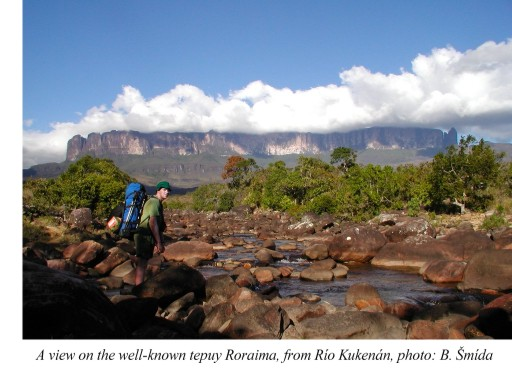 A view on the well-known tepuy Roraima, from Río Kukenán, photo: B. Šmída